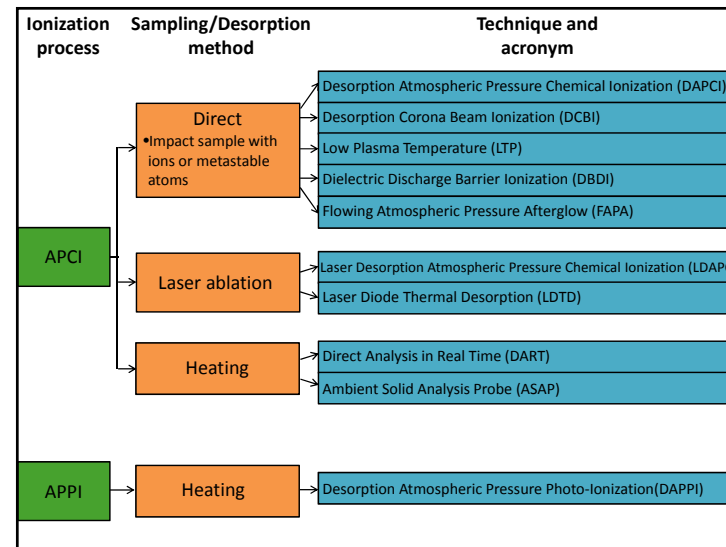 Ionization process
Sampling/Desorption method
Technique and acronym
APCI
Direct
•Impact sample with
ions or metastable
atoms
Desorption Atmospheric Pressure Chemical Ionization (DAPCI)
Desorption Corona Beam Ionization (DCBI)
Low Plasma Temperature (LTP)
Dielectric Discharge Barrier Ionization (DBDI)
Flowing Atmospheric Pressure Afterglow (FAPA)
Laser ablation
Laser Desorption Atmospheric Pressure Chemical Ionization (LDAPC
Laser Diode Thermal Desorption (LDTD)
Heating
Direct Analysis in Real Time (DART)
Ambient Solid Analysis Probe (ASAP)
APPI
Heating
Desorption Atmospheric Pressure Photo-Ionization(DAPPI)